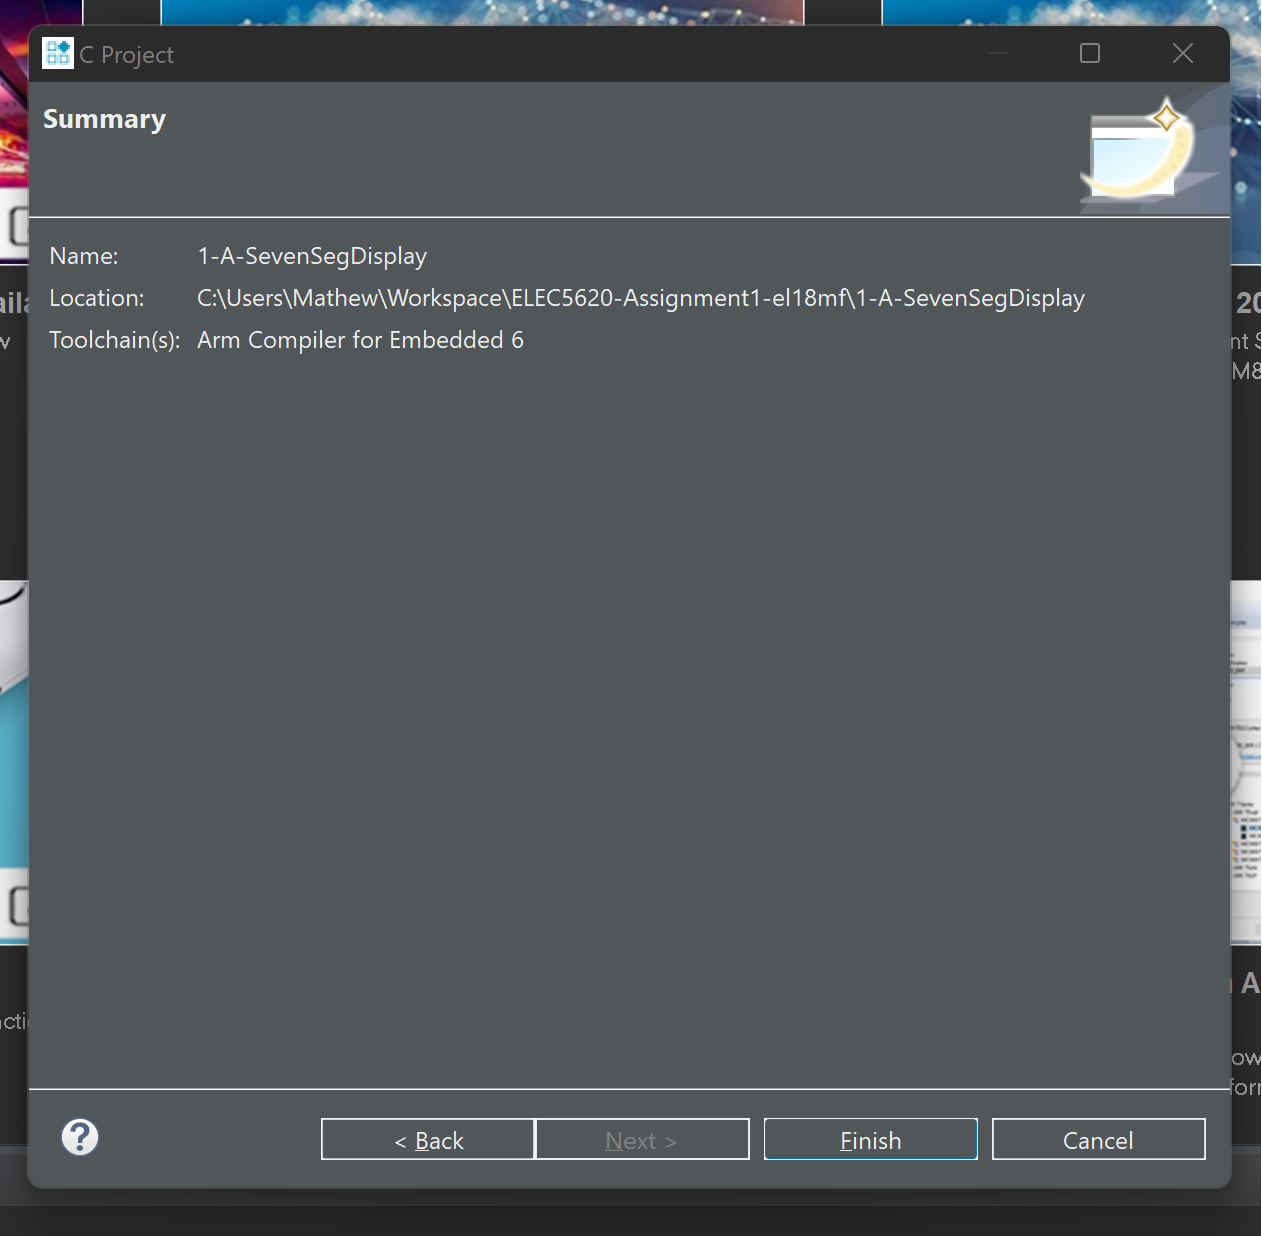 C Project
Summary
Name: 1-A-SevenSegDisplay
Location: C:\Users\Mathew\Workspace\ELEC5620-Assignment1-el18mf\1-A-SevenSegDisplay
Toolchain(s): Arm Compiler for Embedded 6
< Back
Next >
Finish
Cancel